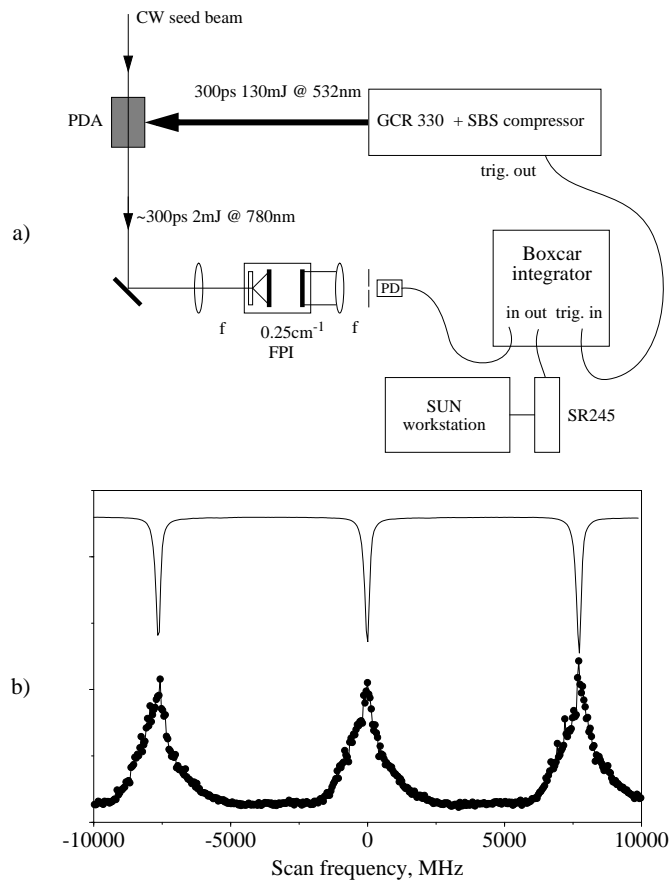 CW seed beam
300ps 130mJ @ 532nm
PDA
GCR 330 + SBS compressor
trig. out
~300ps 2mJ @ 780nm
a)
Boxcar
integrator
in out trig. in
PD
f
0.25cm-1
f
FPI
SUN
workstation
SR245
b)
-10000 -5000 0 5000 10000
Scan frequency, MHz